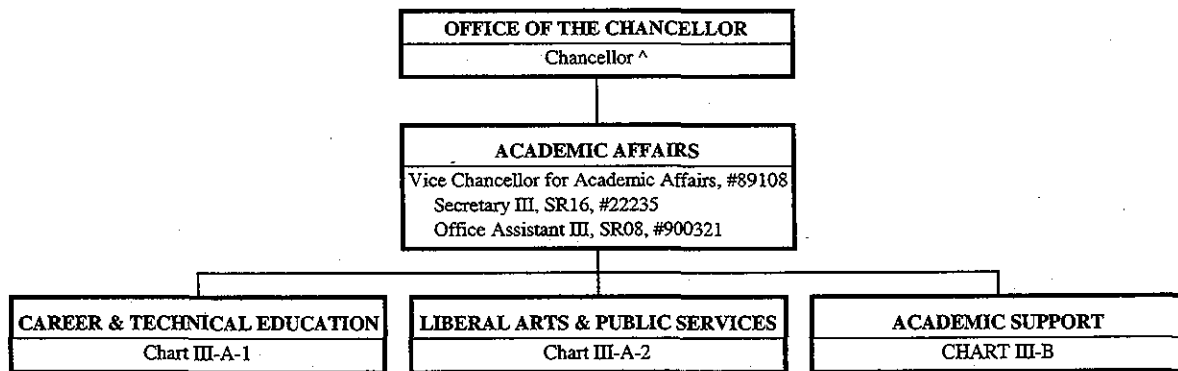 OFFICE OF THE CHANCELLOR
Chancellor ^
ACADEMIC AFFAIRS
Vice Chancellor for Academic Affairs, #89108
Secretary III, SR16, #22235
Office Assistant III, SR08, #900321
CAREER & TECHNICAL EDUCATION
Chart III-A-1
LIBERAL ARTS & PUBLIC SERVICES
Chart III-A-2
ACADEMIC SUPPORT
CHART III-B